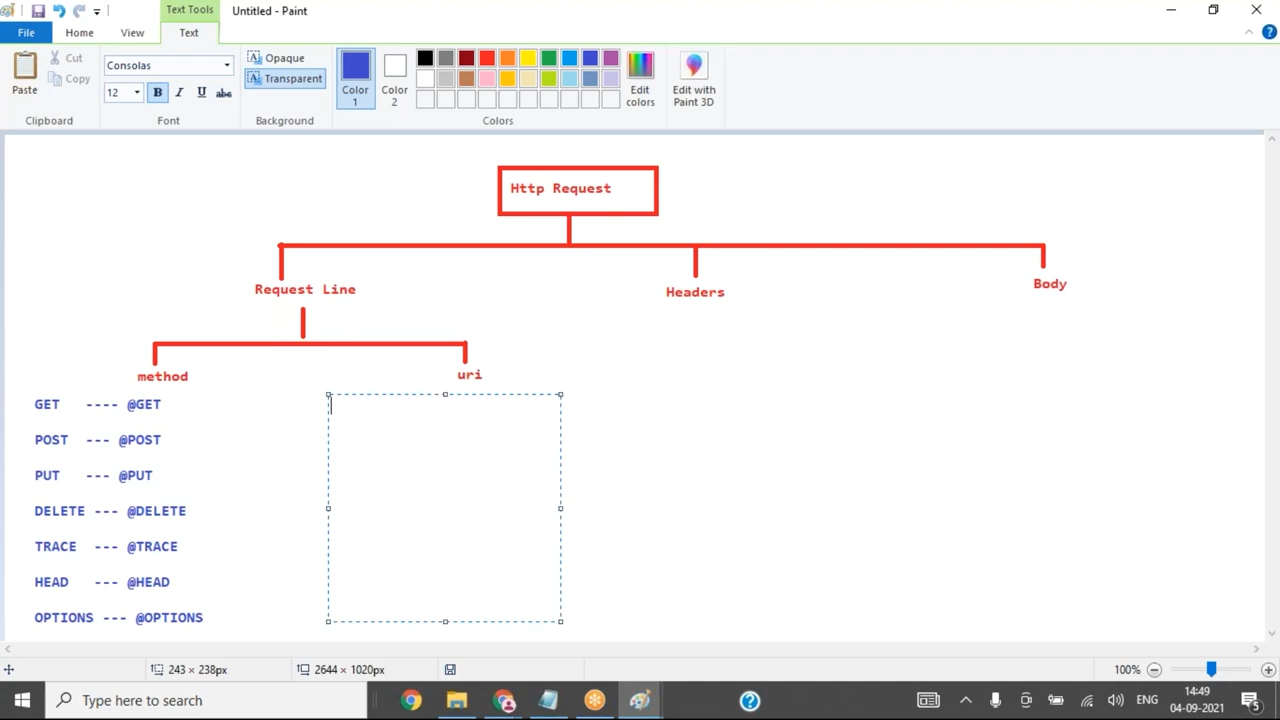 Text Tools
Untitled - Paint
File
Home
View
Text
Paste
Cut
Copy
Clipboard
Consolas
12
B
I
U
abc
Font
A
Opaque
A
Transparent
Background
Color
1
Color
2
Edit
colors
Colors
Edit with
Paint 3D
?
Http Request
Request Line
Headers
Body
method
uri
GET ---- @GET
POST --- @POST
PUT --- @PUT
DELETE --- @DELETE
TRACE --- @TRACE
HEAD --- @HEAD
OPTIONS --- @OPTIONS
243 × 238px
2644 × 1020px
100%
Type here to search
?
ENG
14:49
04-09-2021
5